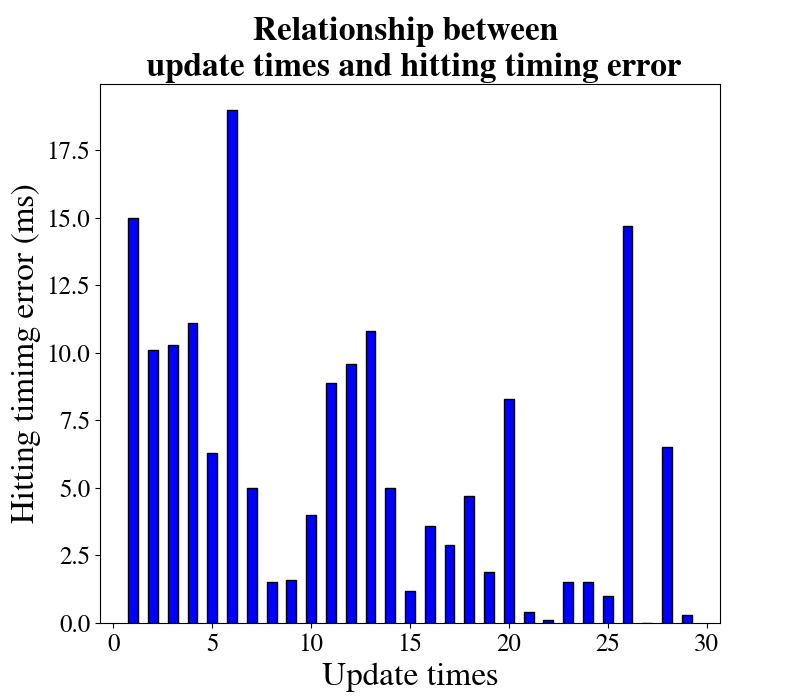 Relationship between
update times and hitting timing error
Hitting timimg error (ms)
17.5
15.0
12.5
10.0
7.5
5.0
2.5
0.0
0 5 10 15 20 25 30
Update times